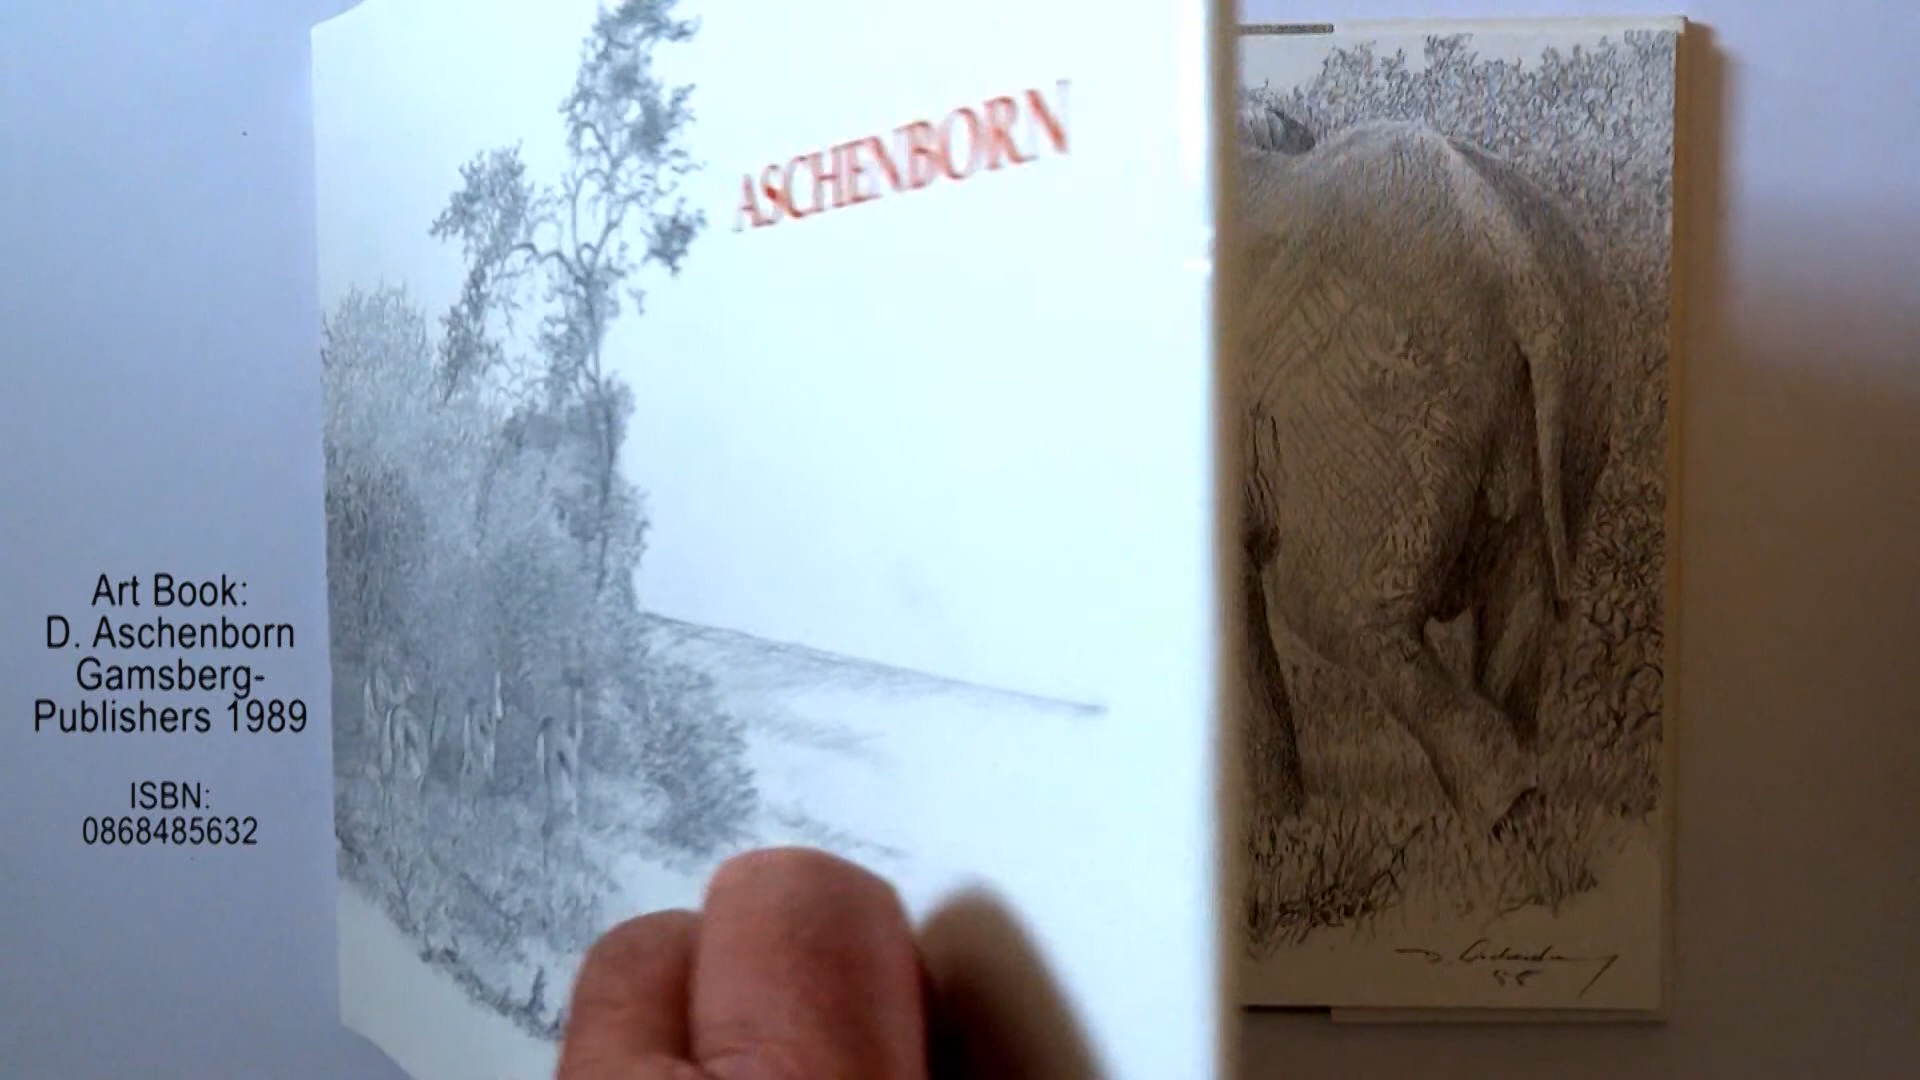 ASCHENBORN
Art Book:
D. Aschenborn
Gamsberg-
Publishers 1989
ISBN:
0868485632